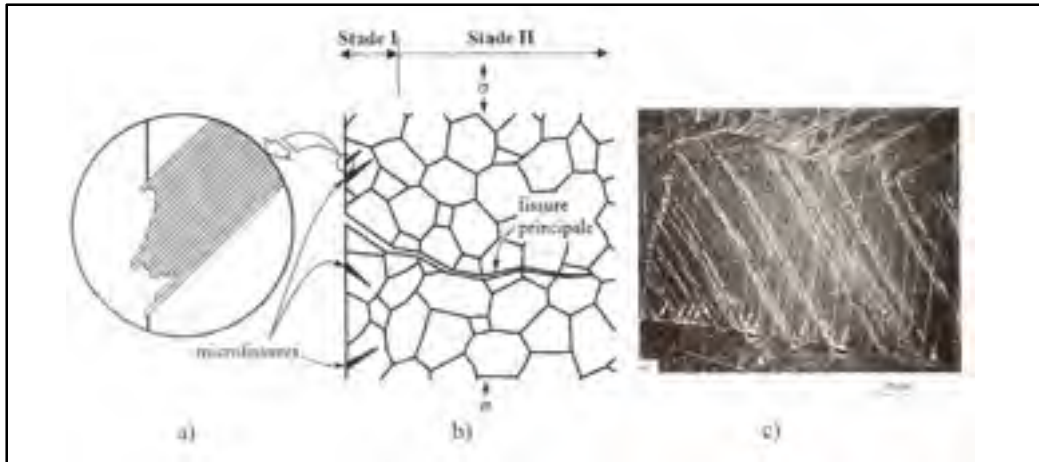 Stade I
Stade II
σ
fissure
principale
microfissures
σ
a)
b)
c)